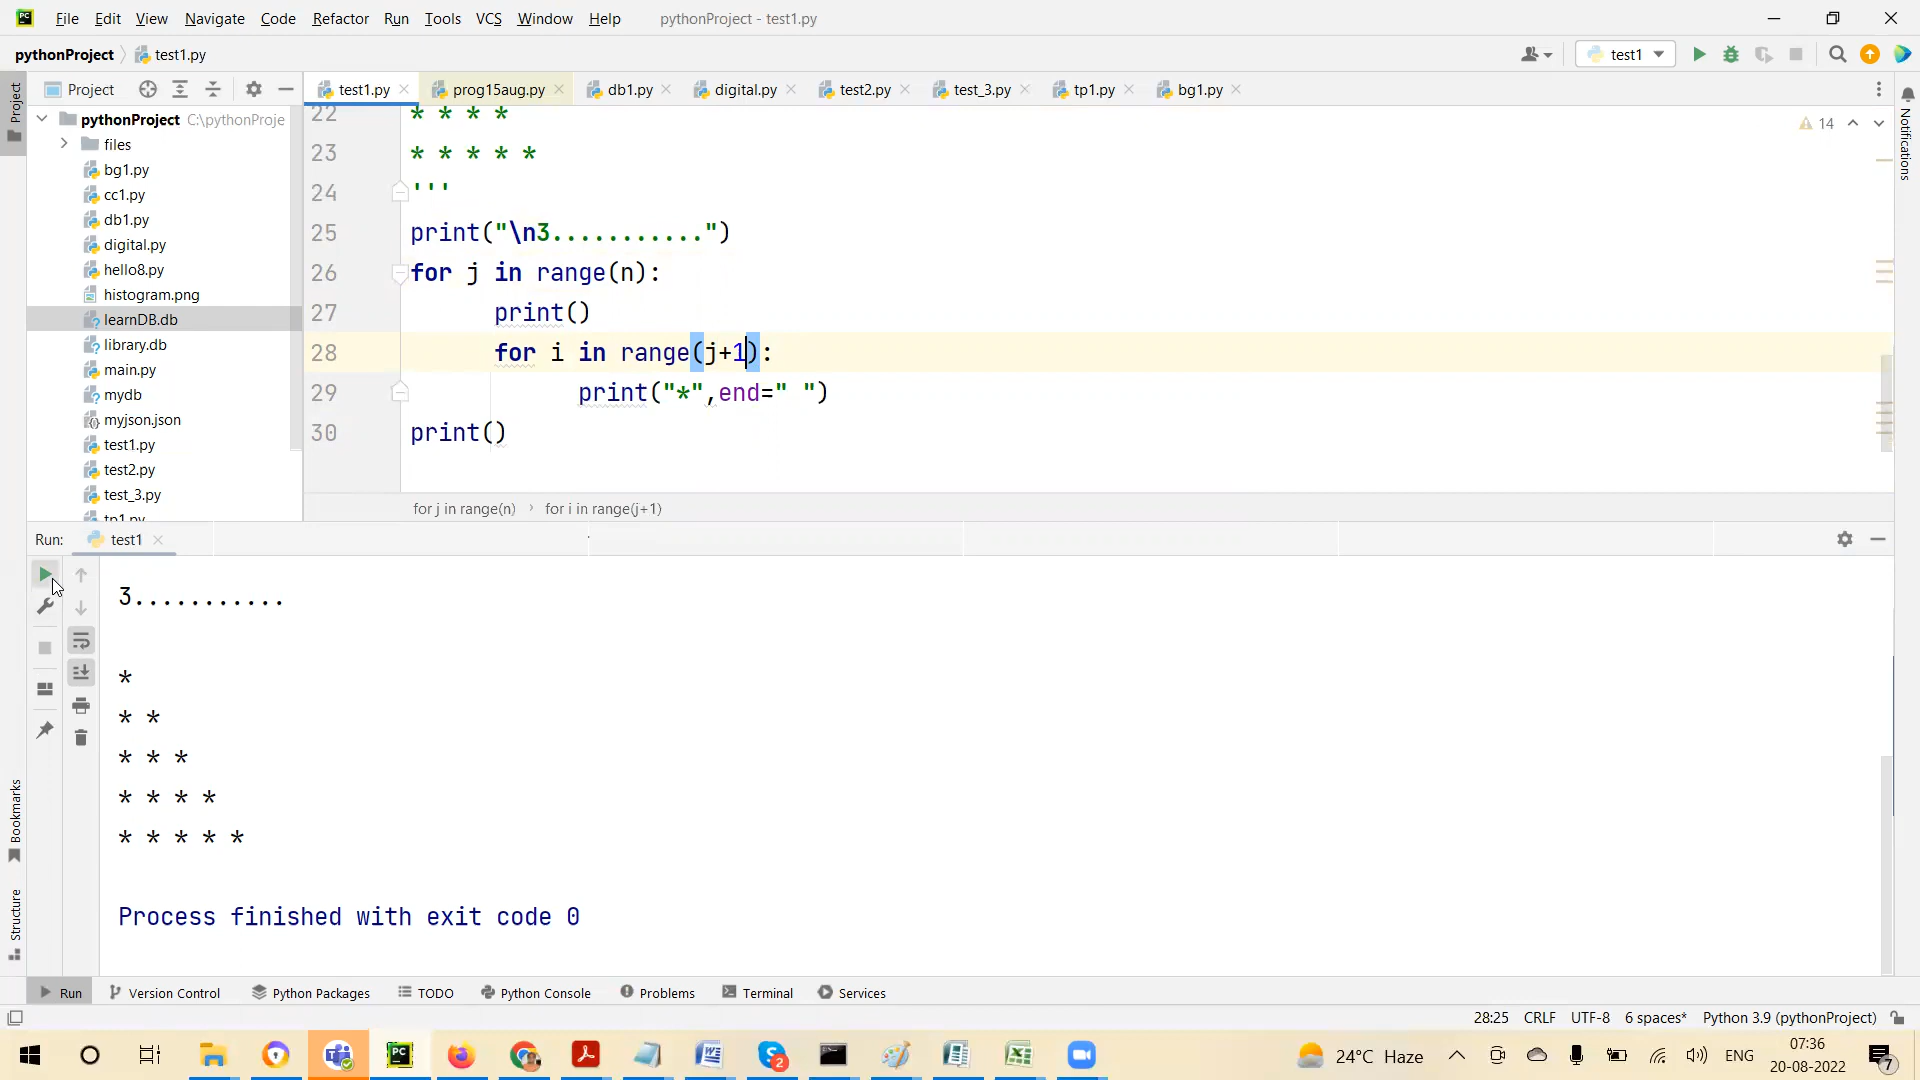 PC File Edit View Navigate Code Refactor Run Tools VCS Window Help pythonProject - test1.py
pythonProject test1.py test1
Project test1.py prog15aug.py db1.py digital.py test2.py test_3.py tp1.py bg1.py
Project
Notifications
pythonProject C:\pythonProje
files
bg1.py
cc1.py
db1.py
digital.py
hello8.py
histogram.png
learnDB.db
library.db
main.py
mydb
myjson.json
test1.py
test2.py
test_3.py
tp1.py
14
22 * * * *
23 * * * * *
24 '''
25 print("\n3...........")
26 for j in range(n):
27 print()
28 for i in range(j+1):
29 print("*",end=" ")
30 print()
for j in range(n) › for i in range(j+1)
Run: test1
3...........
*
* *
* * *
* * * *
* * * * *
Process finished with exit code 0
Bookmarks
Structure
Run Version Control Python Packages TODO Python Console Problems Terminal Services
28:25 CRLF UTF-8 6 spaces* Python 3.9 (pythonProject)
PC 2 24°C Haze ENG 07:36
20-08-2022 7